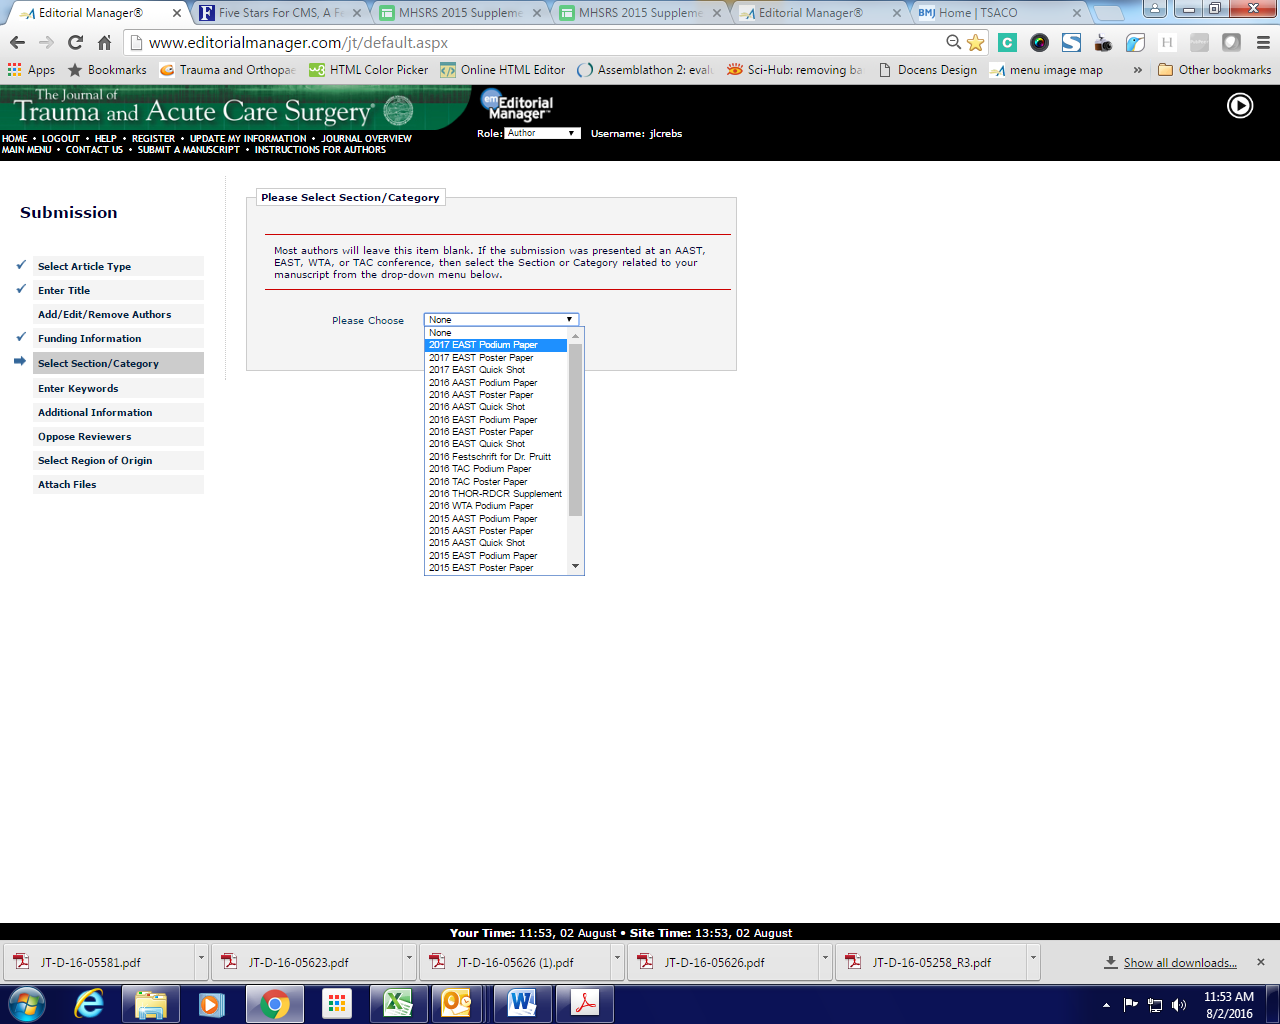 Editorial Manager®
Five Stars For CMS, A Fe
MHSRS 2015 Suppleme
MHSRS 2015 Suppleme
Editorial Manager®
BMJ Home | TSACO
www.editorialmanager.com/jt/default.aspx
Apps
Bookmarks
Trauma and Orthopae
HTML Color Picker
Online HTML Editor
Assemblathon 2: evalu
Sci-Hub: removing ba
Docens Design
menu image map
»
Other bookmarks
The Journal of
Trauma and Acute Care Surgery®
em Editorial Manager™
HOME • LOGOUT • HELP • REGISTER • UPDATE MY INFORMATION • JOURNAL OVERVIEW
MAIN MENU • CONTACT US • SUBMIT A MANUSCRIPT • INSTRUCTIONS FOR AUTHORS
Role: Author Username: jlcrebs
Submission
Select Article Type
Enter Title
Add/Edit/Remove Authors
Funding Information
Select Section/Category
Enter Keywords
Additional Information
Oppose Reviewers
Select Region of Origin
Attach Files
Please Select Section/Category
Most authors will leave this item blank. If the submission was presented at an AAST,
EAST, WTA, or TAC conference, then select the Section or Category related to your
manuscript from the drop-down menu below.
Please Choose None
None
2017 EAST Podium Paper
2017 EAST Poster Paper
2017 EAST Quick Shot
2016 AAST Podium Paper
2016 AAST Poster Paper
2016 AAST Quick Shot
2016 EAST Podium Paper
2016 EAST Poster Paper
2016 EAST Quick Shot
2016 Festschrift for Dr. Pruitt
2016 TAC Podium Paper
2016 TAC Poster Paper
2016 THOR-RDCR Supplement
2016 WTA Podium Paper
2015 AAST Podium Paper
2015 AAST Poster Paper
2015 AAST Quick Shot
2015 EAST Podium Paper
2015 EAST Poster Paper
Your Time: 11:53, 02 August • Site Time: 13:53, 02 August
JT-D-16-05581.pdf
JT-D-16-05623.pdf
JT-D-16-05626 (1).pdf
JT-D-16-05626.pdf
JT-D-16-05258_R3.pdf
Show all downloads...
11:53 AM
8/2/2016